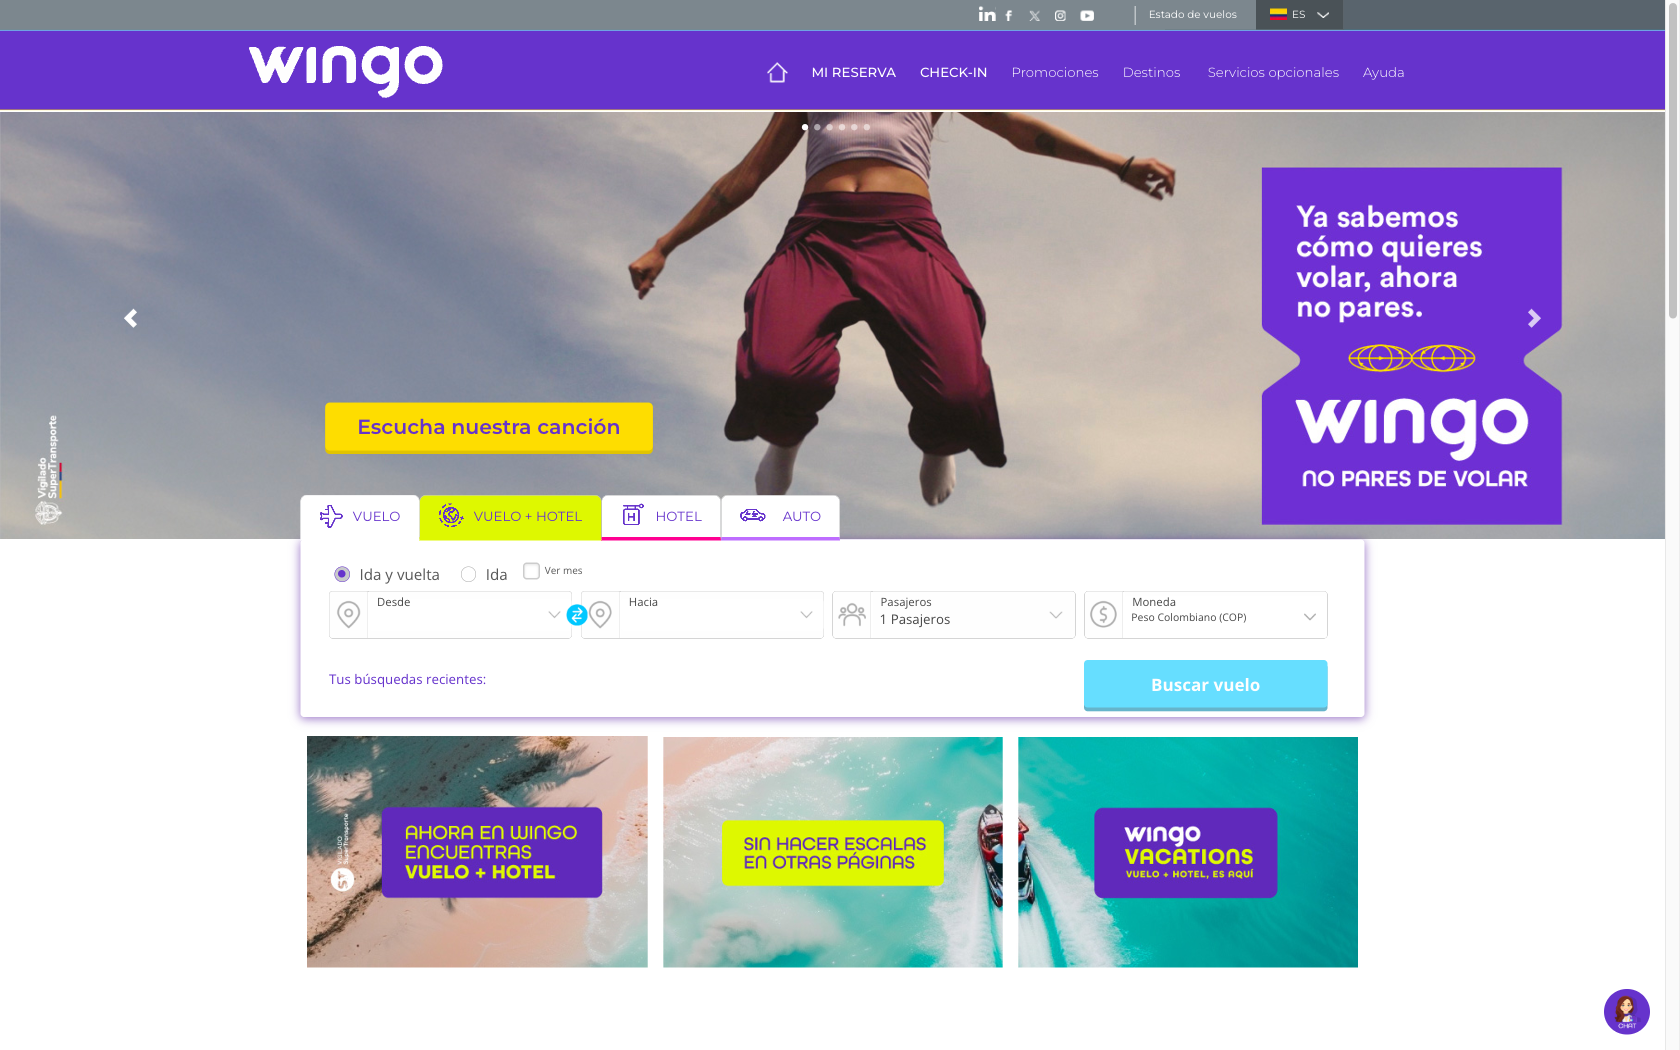 Estado de vuelos
ES
wingo
MI RESERVA
CHECK-IN
Promociones
Destinos
Servicios opcionales
Ayuda
Ya sabemos
cómo quieres
volar, ahora
no pares.
wingo
NO PARES DE VOLAR
Escucha nuestra canción
Vigilado
SuperTransporte
VUELO
VUELO + HOTEL
HOTEL
AUTO
Ida y vuelta
Ida
Ver mes
Desde
Hacia
Pasajeros
1 Pasajeros
Moneda
Peso Colombiano (COP)
Tus búsquedas recientes:
Buscar vuelo
AHORA EN WINGO
ENCUENTRAS
VUELO + HOTEL
VIGILADO
SuperTransporte
ST
SIN HACER ESCALAS
EN OTRAS PÁGINAS
wingo
VACATIONS
VUELO + HOTEL, ES AQUÍ
CHAT